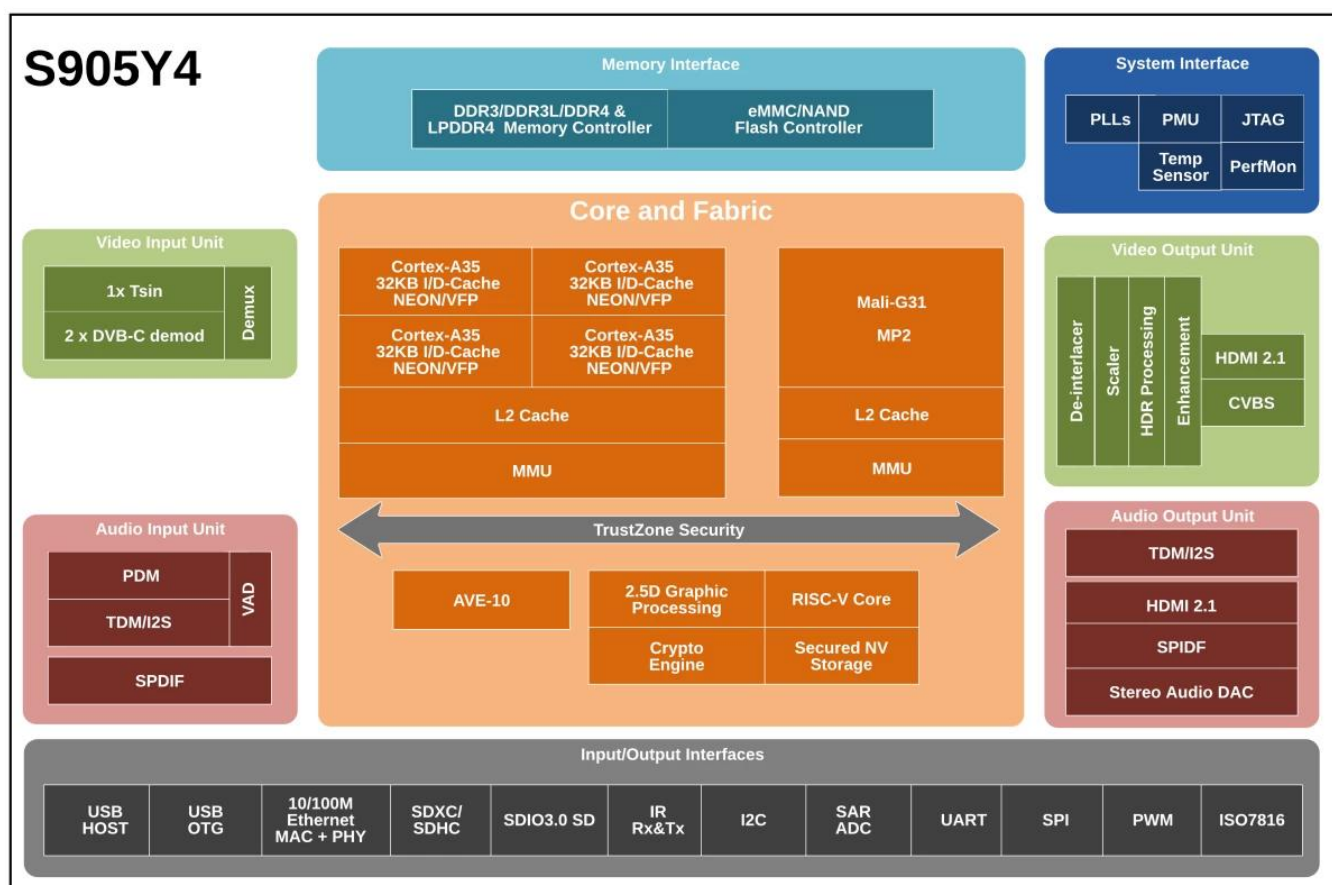 S905Y4
Memory Interface
DDR3/DDR3L/DDR4 &
LPDDR4 Memory Controller
eMMC/NAND
Flash Controller
System Interface
PLLs
PMU
JTAG
Temp
Sensor
PerfMon
Video Input Unit
1x Tsin
2 x DVB-C demod
Demux
Core and Fabric
Cortex-A35
32KB I/D-Cache
NEON/VFP
Cortex-A35
32KB I/D-Cache
NEON/VFP
Cortex-A35
32KB I/D-Cache
NEON/VFP
Cortex-A35
32KB I/D-Cache
NEON/VFP
L2 Cache
MMU
Mali-G31
MP2
L2 Cache
MMU
TrustZone Security
AVE-10
2.5D Graphic
Processing
RISC-V Core
Crypto
Engine
Secured NV
Storage
Video Output Unit
De-interlacer
Scaler
HDR Processing
Enhancement
HDMI 2.1
CVBS
Audio Input Unit
PDM
TDM/I2S
VAD
SPDIF
Audio Output Unit
TDM/I2S
HDMI 2.1
SPIDF
Stereo Audio DAC
Input/Output Interfaces
USB
HOST
USB
OTG
10/100M
Ethernet
MAC + PHY
SDXC/
SDHC
SDIO3.0 SD
IR
Rx&Tx
I2C
SAR
ADC
UART
SPI
PWM
ISO7816